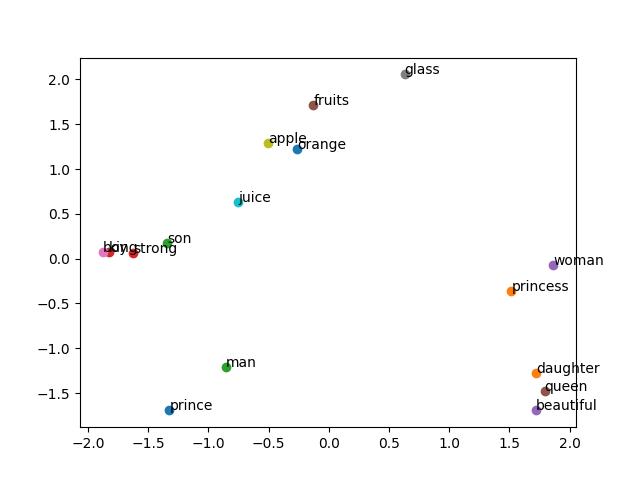 2.0
1.5
1.0
0.5
0.0
−0.5
−1.0
−1.5
glass
fruits
apple
orange
juice
son
boy
king
strong
woman
princess
man
daughter
queen
prince
beautiful
−2.0 −1.5 −1.0 −0.5 0.0 0.5 1.0 1.5 2.0